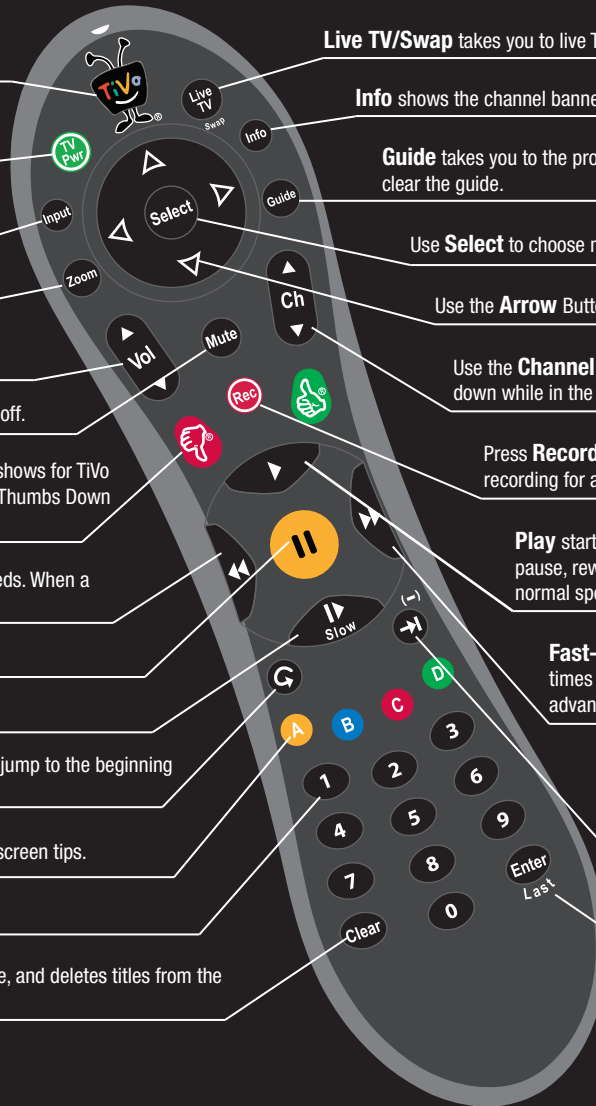 Live TV/Swap takes you to live T
Info shows the channel banne
Guide takes you to the pro
clear the guide.
Use Select to choose
Use the Arrow Butt
Use the Channel
down while in the
Press Record
recording for a
Play start
pause, rew
normal spe
Fast-
times
advan
off.
shows for TiVo
Thumbs Down
eds. When a
jump to the beginning
screen tips.
e, and deletes titles from the
TiVo
®
Live
TV
Swap
TV
Pwr
Info
Input
Select
Guide
Zoom
Ch
Vol
Mute
Rec
®
®
Slow
(-)
A
B
C
D
1
2
3
4
5
6
7
8
9
Clear
0
Enter
Last